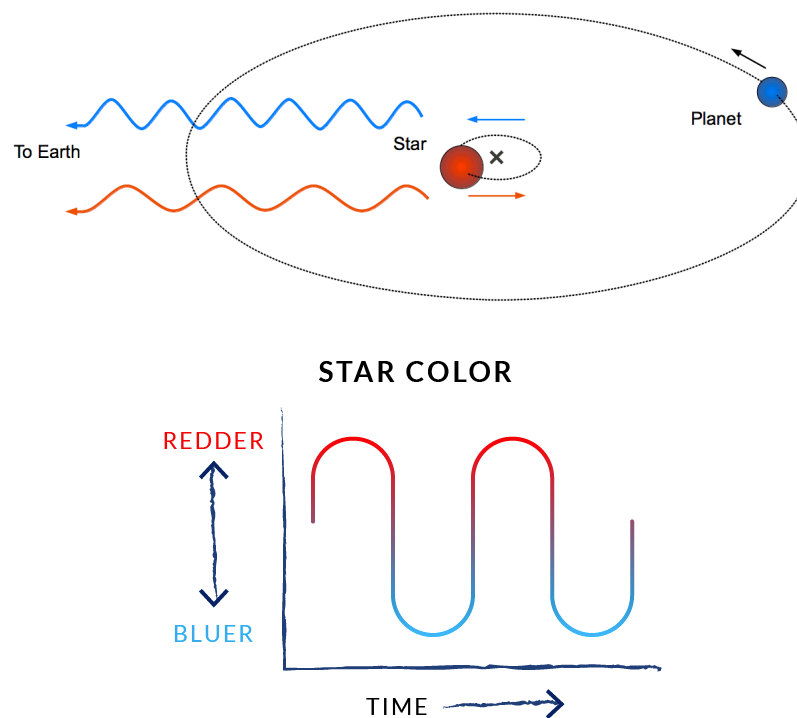 Planet
Star
To Earth
STAR COLOR
REDDER
BLUER
TIME